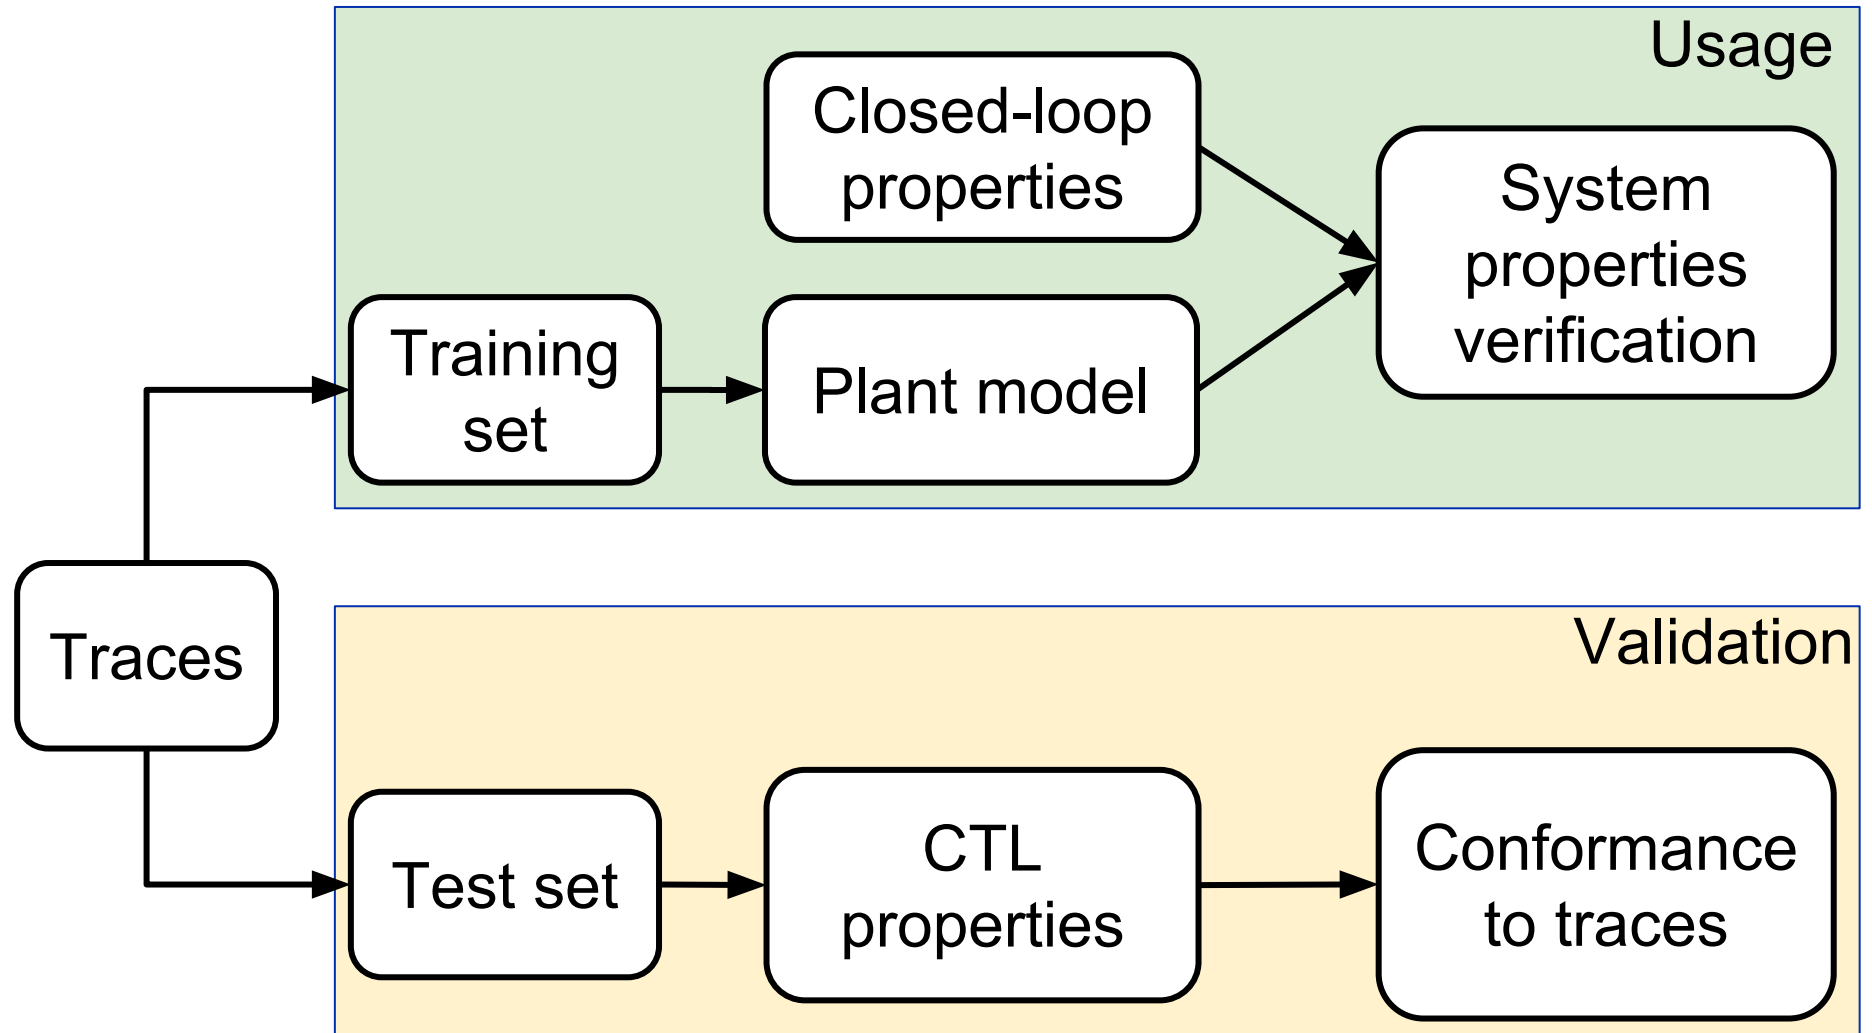 Usage
Closed-loop
properties
System
properties
verification
Training
set
Plant model
Traces
Validation
Test set
CTL
properties
Conformance
to traces